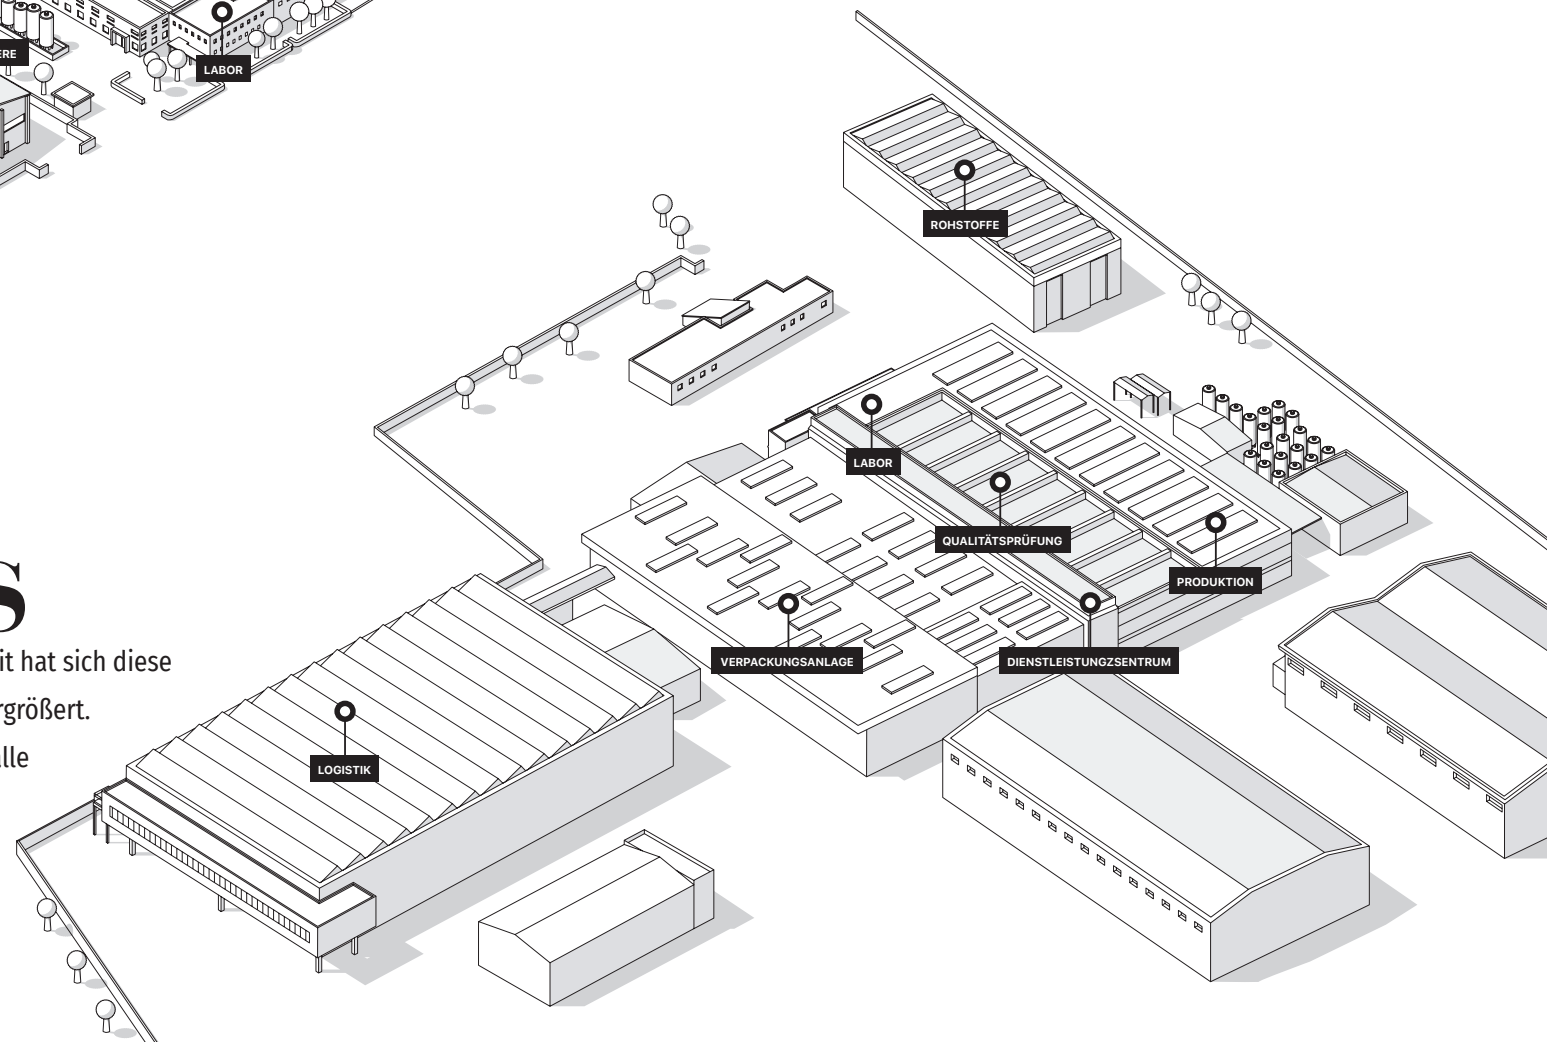 LABOR
ROHSTOFFE
LABOR
QUALITÄTSPRÜFUNG
PRODUKTION
VERPACKUNGSANLAGE
DIENSTLEISTUNGZSENTRUM
LOGISTIK
S
it hat sich diese
rgrößert.
lle